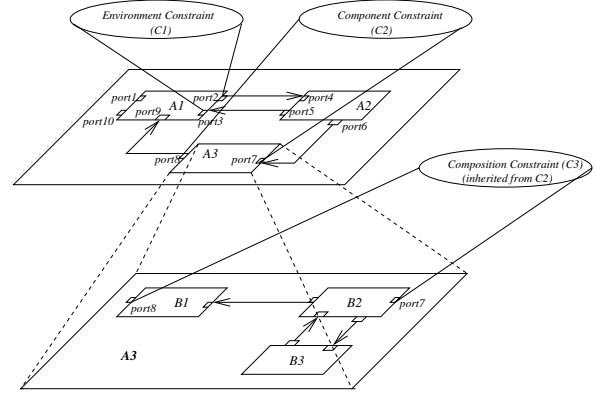 Environment Constraint
(C1)
Component Constraint
(C2)
port1
port2
port4
port10
port9
A1
port3
port5
A2
port6
port8
A3
port7
Composition Constraint (C3)
(inherited from C2)
port8
B1
B2
port7
A3
B3